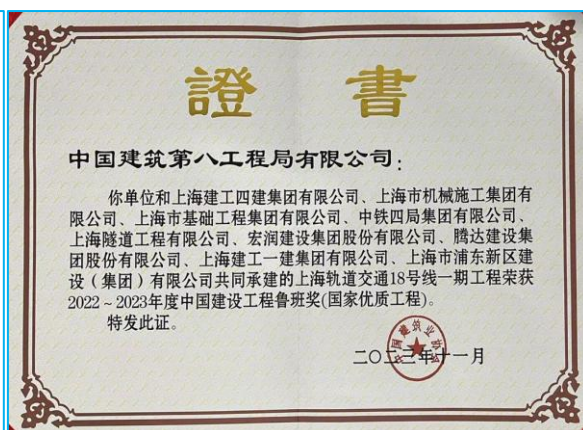 證 書
中国建筑第八工程局有限公司：
你单位和上海建工四建集团有限公司、上海市机械施工集团有
限公司、上海市基础工程集团有限公司、中铁四局集团有限公司、
上海隧道工程有限公司、宏润建设集团股份有限公司、腾达建设集
团股份有限公司、上海建工一建集团有限公司、上海市浦东新区建
设（集团）有限公司共同承建的上海轨道交通18号线一期工程荣获
2022～2023年度中国建设工程鲁班奖(国家优质工程)。
特发此证。
中国建筑业协会
二〇二三年十一月